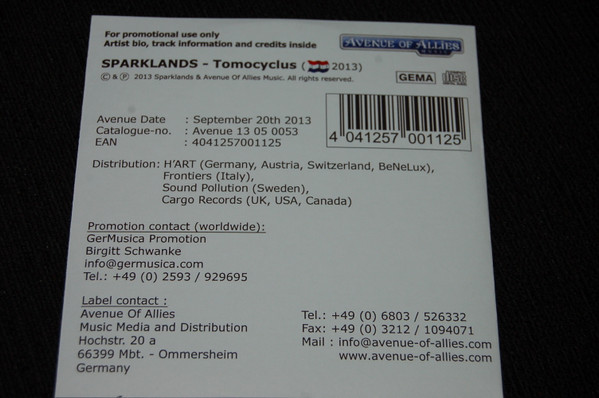 For promotional use only
Artist bio, track information and credits inside
AVENUE OF ALLIES
MUSIC
SPARKLANDS - Tomocyclus ( 2013)
© & ℗ 2013 Sparklands & Avenue Of Allies Music. All rights reserved.
GEMA
Avenue Date : September 20th 2013
Catalogue-no. : Avenue 13 05 0053
EAN : 4041257001125
4 041257 001125
Distribution: H'ART (Germany, Austria, Switzerland, BeNeLux),
Frontiers (Italy),
Sound Pollution (Sweden),
Cargo Records (UK, USA, Canada)
Promotion contact (worldwide):
GerMusica Promotion
Birgitt Schwanke
info@germusica.com
Tel.: +49 (0) 2593 / 929695
Label contact :
Avenue Of Allies
Music Media and Distribution
Hochstr. 20 a
66399 Mbt. - Ommersheim
Germany
Tel.: +49 (0) 6803 / 526332
Fax: +49 (0) 3212 / 1094071
Mail : info@avenue-of-allies.com
www.avenue-of-allies.com